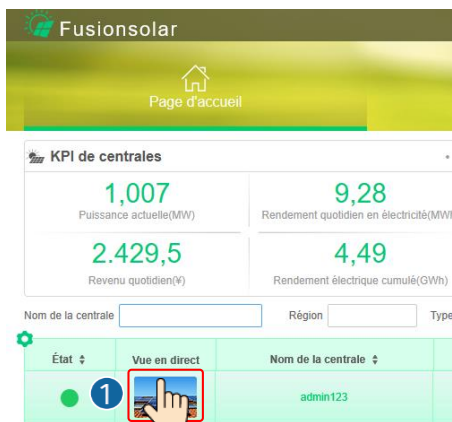 Fusionsolar
Page d'accueil
KPI de centrales
1,007 9,28
Puissance actuelle(MW) Rendement quotidien en électricité(MWh
2.429,5 4,49
Revenu quotidien(¥) Rendement électrique cumulé(GWh)
Nom de la centrale Région Type
État Vue en direct Nom de la centrale
1 admin123